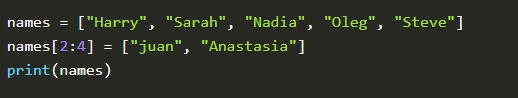 names = ["Harry", "Sarah", "Nadia", "Oleg", "Steve"]
names[2:4] = ["juan", "Anastasia"]
print(names)